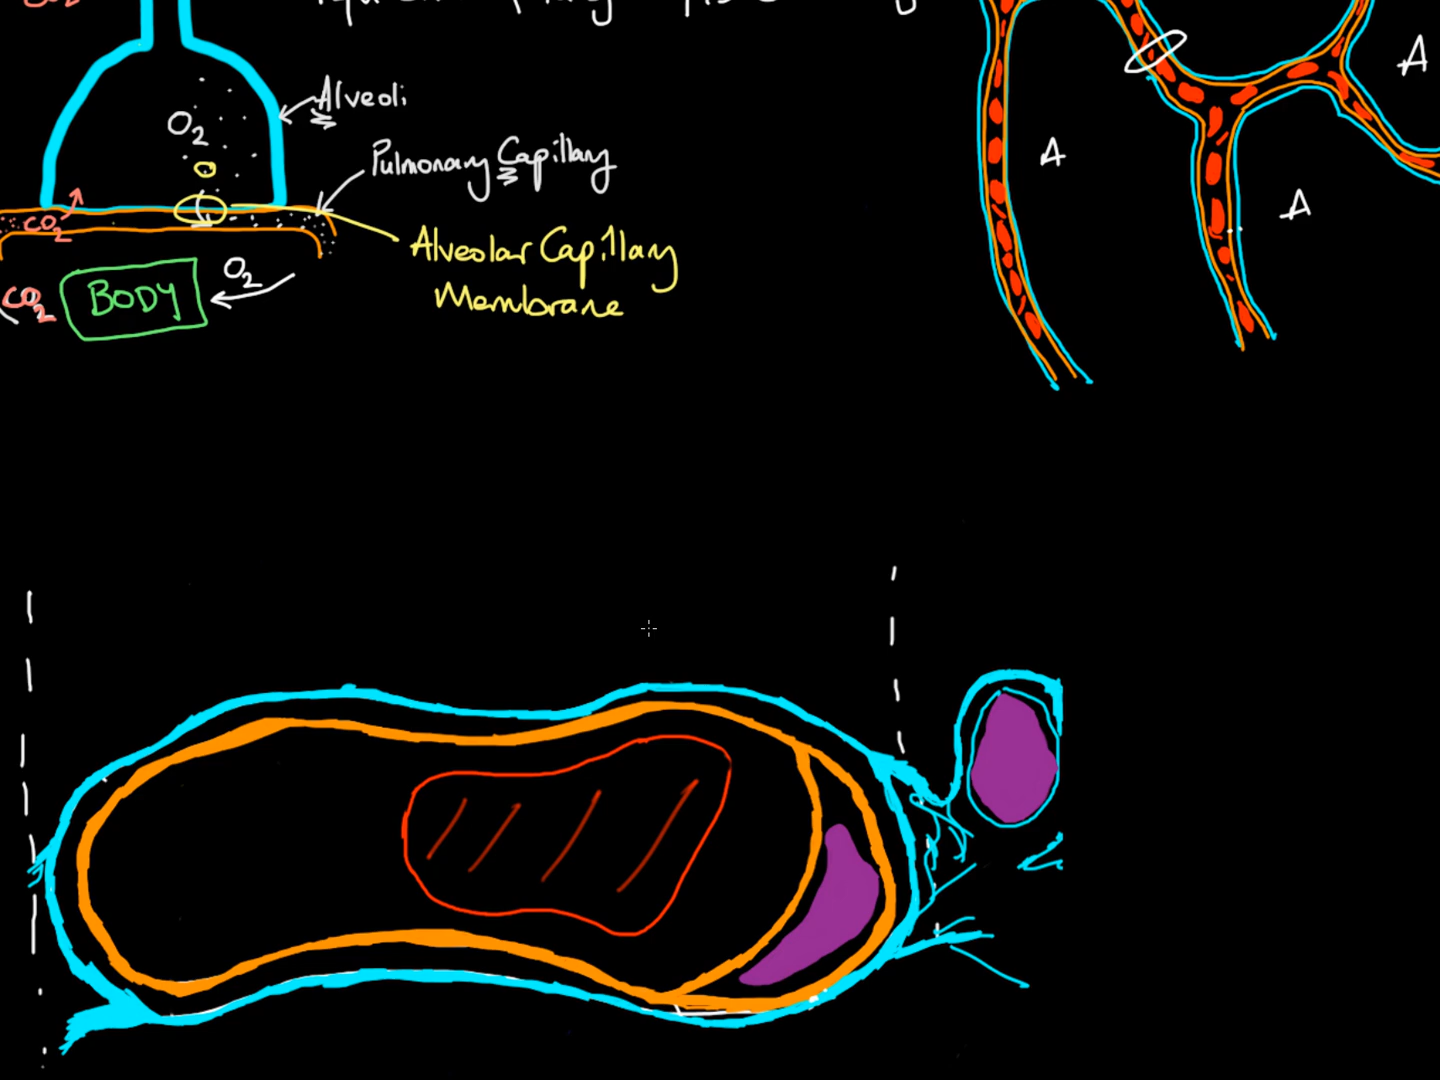 O2
Alveoli
Pulmonary Capillary
CO2
Alveolar Capillary
Membrane
CO2
BODY
O2
A
A
A